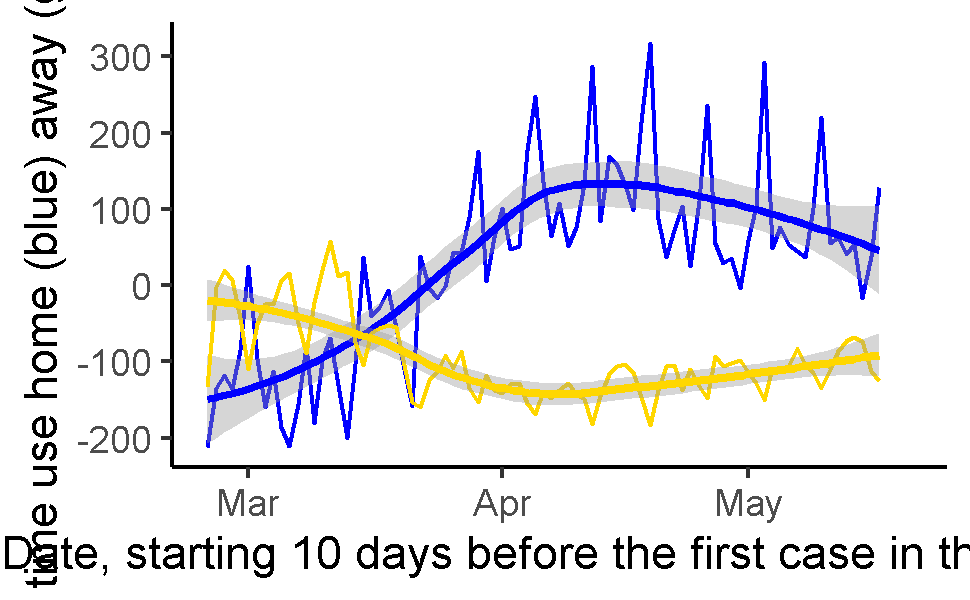 time use home (blue) away (
300
200
100
0
-100
-200
Mar Apr May
Date, starting 10 days before the first case in th